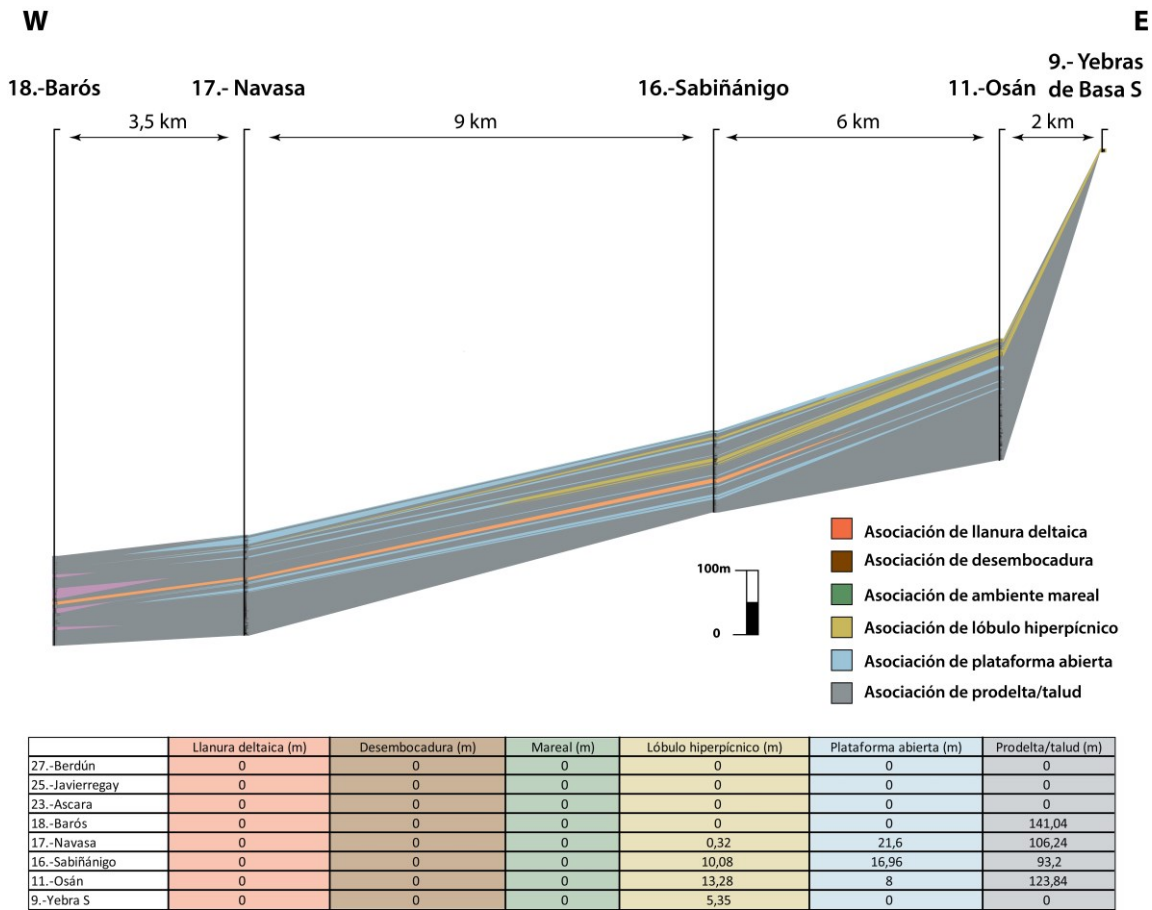 W
E
18.-Barós
17.- Navasa
16.-Sabiñánigo
11.-Osán
9.- Yebras
de Basa S
3,5 km
9 km
6 km
2 km
100m
0
Asociación de llanura deltaica
Asociación de desembocadura
Asociación de ambiente mareal
Asociación de lóbulo hiperpícnico
Asociación de plataforma abierta
Asociación de prodelta/talud
Llanura deltaica (m) Desembocadura (m) Mareal (m) Lóbulo hiperpícnico (m) Plataforma abierta (m) Prodelta/talud (m)
27.-Berdún 0 0 0 0 0 0
25.-Javierregay 0 0 0 0 0 0
23.-Ascara 0 0 0 0 0 0
18.-Barós 0 0 0 0 0 141,04
17.-Navasa 0 0 0 0,32 21,6 106,24
16.-Sabiñánigo 0 0 0 10,08 16,96 93,2
11.-Osán 0 0 0 13,28 8 123,84
9.-Yebra S 0 0 0 5,35 0 0